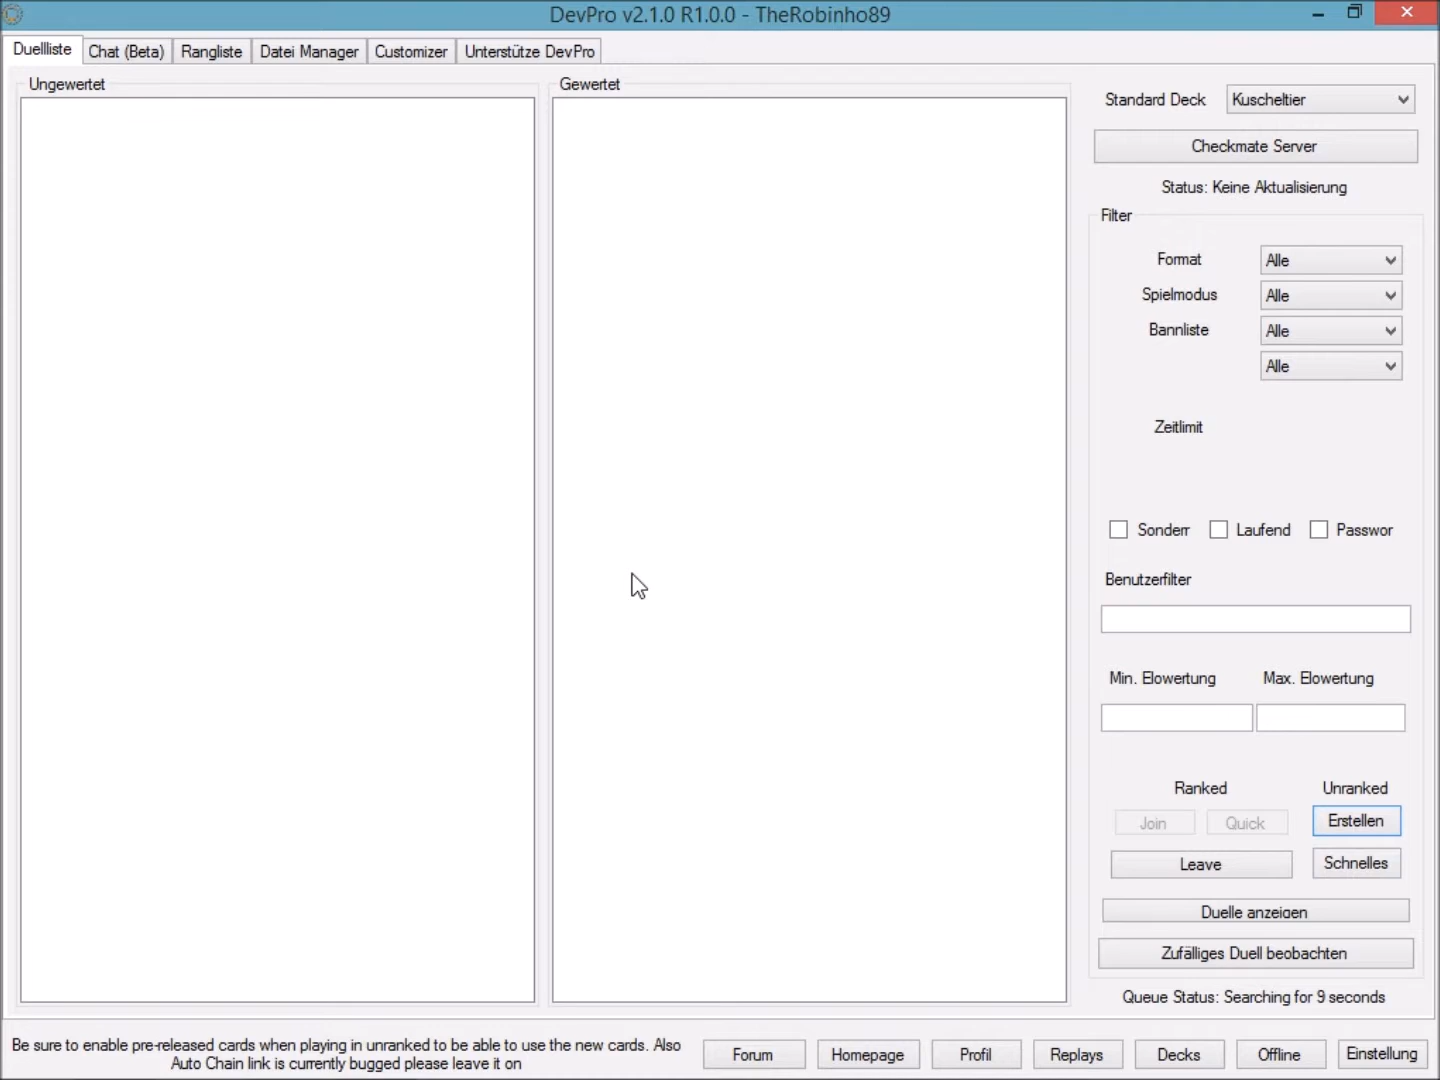 DevPro v2.1.0 R1.0.0 - TheRobinho89
Duellliste Chat (Beta) Rangliste Datei Manager Customizer Unterstütze DevPro
Ungewertet
Gewertet
Standard Deck Kuscheltier
Checkmate Server
Status: Keine Aktualisierung
Filter
Format Alle
Spielmodus Alle
Bannliste Alle
Alle
Zeitlimit
Sonderr Laufend Passwor
Benutzerfilter
Min. Elowertung Max. Elowertung
Ranked Unranked
Join Quick Erstellen
Leave Schnelles
Duelle anzeigen
Zufälliges Duell beobachten
Queue Status: Searching for 9 seconds
Be sure to enable pre-released cards when playing in unranked to be able to use the new cards. Also
Auto Chain link is currently bugged please leave it on
Forum Homepage Profil Replays Decks Offline Einstellung